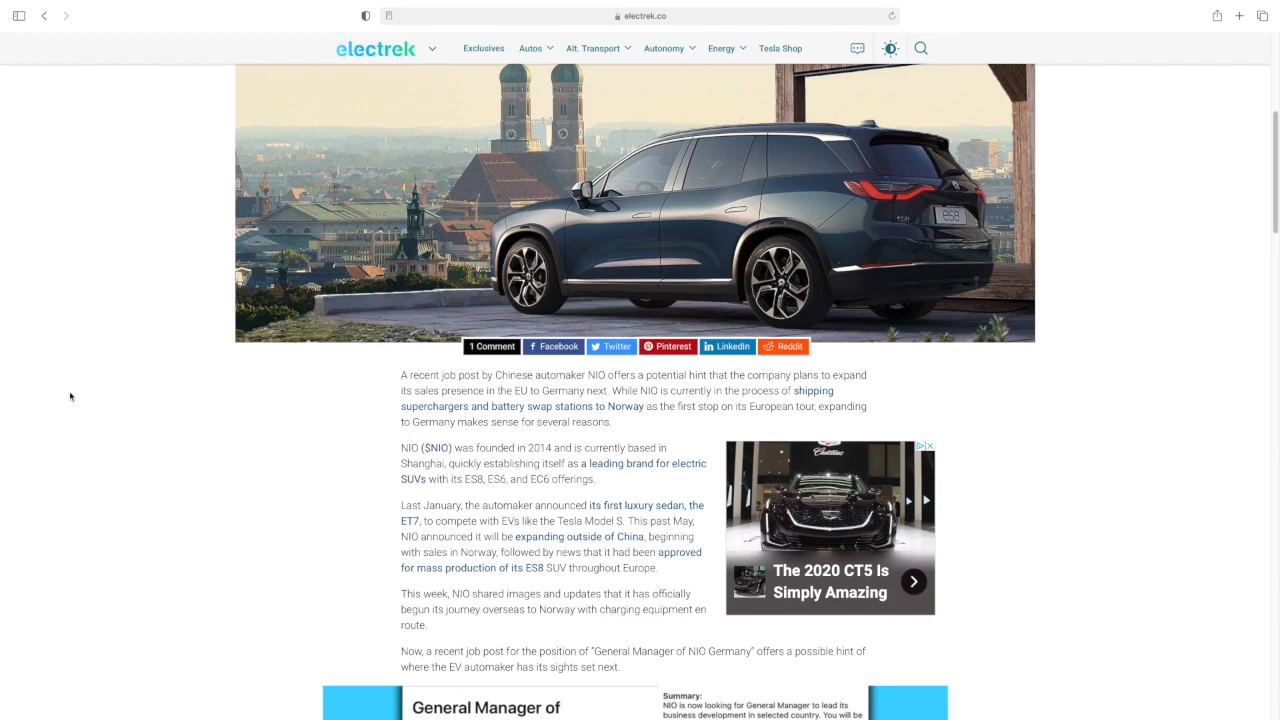 electrek.co
electrek
Exclusives
Autos
Alt. Transport
Autonomy
Energy
Tesla Shop
ES8
1 Comment
Facebook
Twitter
Pinterest
LinkedIn
Reddit
A recent job post by Chinese automaker NIO offers a potential hint that the company plans to expand
its sales presence in the EU to Germany next. While NIO is currently in the process of shipping
superchargers and battery swap stations to Norway as the first stop on its European tour, expanding
to Germany makes sense for several reasons.
NIO ($NIO) was founded in 2014 and is currently based in
Shanghai, quickly establishing itself as a leading brand for electric
SUVs with its ES8, ES6, and EC6 offerings.
Last January, the automaker announced its first luxury sedan, the
ET7, to compete with EVs like the Tesla Model S. This past May,
NIO announced it will be expanding outside of China, beginning
with sales in Norway, followed by news that it had been approved
for mass production of its ES8 SUV throughout Europe.
This week, NIO shared images and updates that it has officially
begun its journey overseas to Norway with charging equipment en
route.
Cadillac
The 2020 CT5 Is
Simply Amazing
Now, a recent job post for the position of “General Manager of NIO Germany” offers a possible hint of
where the EV automaker has its sights set next.
General Manager of
Summary:
NIO is now looking for General Manager to lead its
business development in selected country. You will be